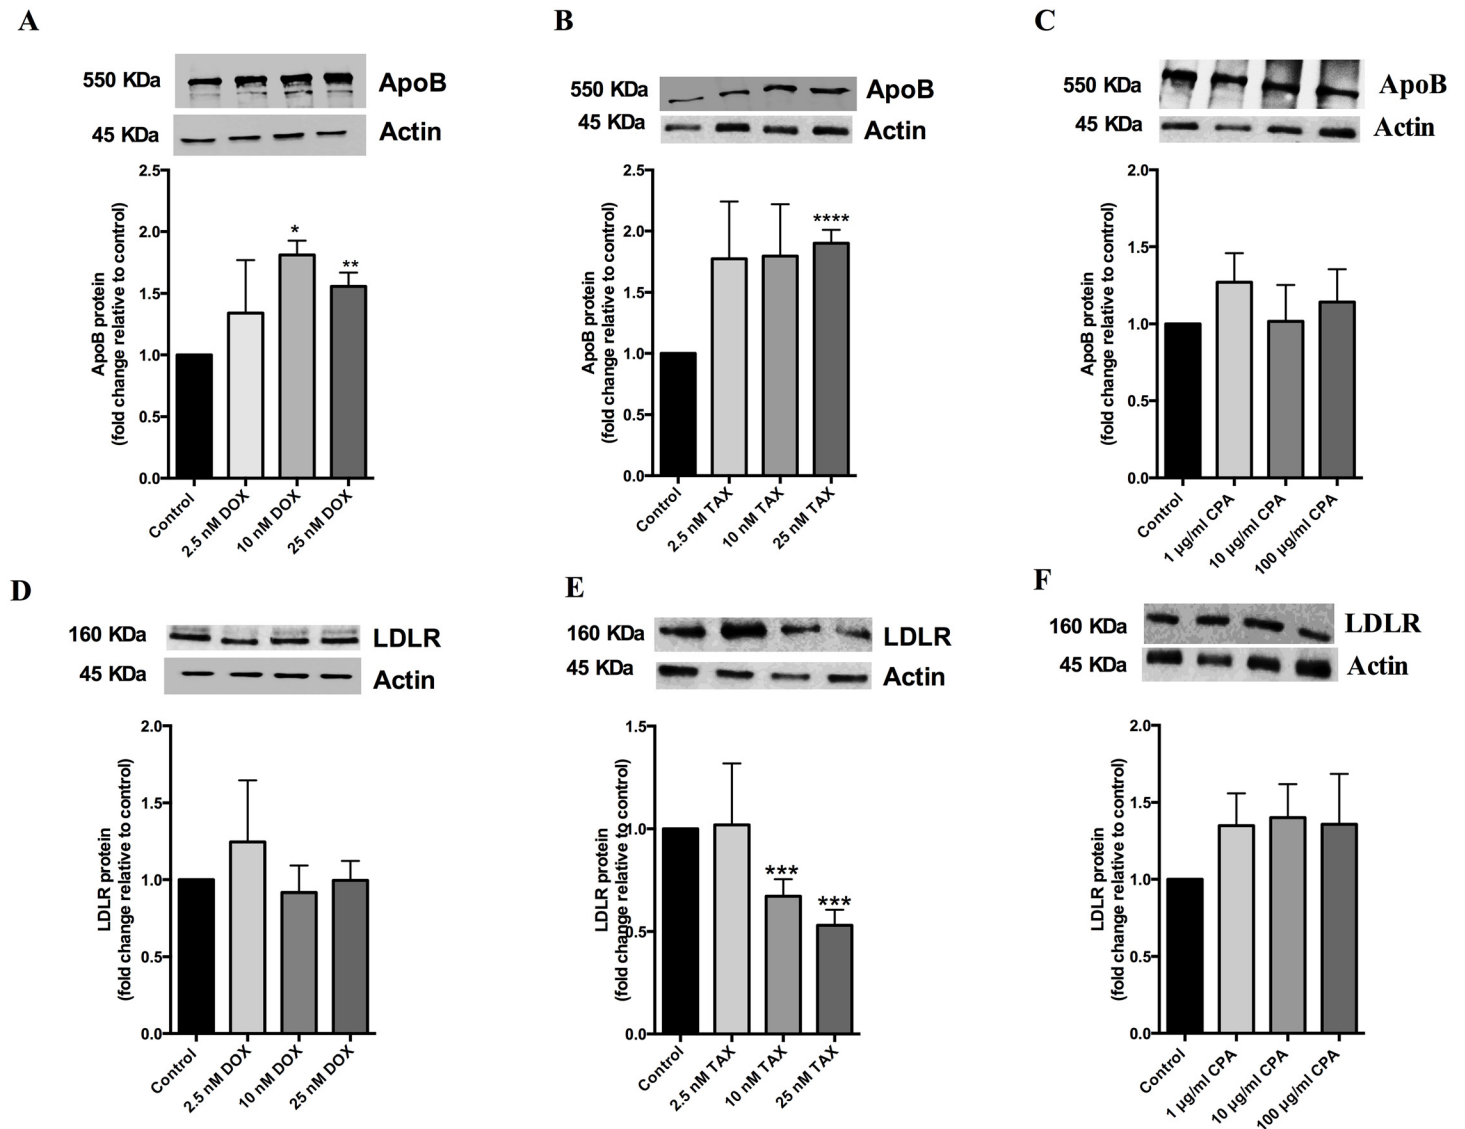 A
550 KDa
ApoB
45 KDa
Actin
2.5
2.0
1.5
1.0
0.5
0.0
ApoB protein
(fold change relative to control)
*
**
Control
2.5 nM DOX
10 nM DOX
25 nM DOX
B
550 KDa
ApoB
45 KDa
Actin
2.5
2.0
1.5
1.0
0.5
0.0
ApoB protein
(fold change relative to control)
****
Control
2.5 nM TAX
10 nM TAX
25 nM TAX
C
550 KDa
ApoB
45 KDa
Actin
2.0
1.5
1.0
0.5
0.0
ApoB protein
(fold change relative to control)
Control
1 µg/ml CPA
10 µg/ml CPA
100 µg/ml CPA
D
160 KDa
LDLR
45 KDa
Actin
2.0
1.5
1.0
0.5
0.0
LDLR protein
(fold change relative to control)
Control
2.5 nM DOX
10 nM DOX
25 nM DOX
E
160 KDa
LDLR
45 KDa
Actin
1.5
1.0
0.5
0.0
LDLR protein
(fold change relative to control)
***
***
Control
2.5 nM TAX
10 nM TAX
25 nM TAX
F
160 KDa
LDLR
45 KDa
Actin
2.0
1.5
1.0
0.5
0.0
LDLR protein
(fold change relative to control)
Control
1 µg/ml CPA
10 µg/ml CPA
100 µg/ml CPA